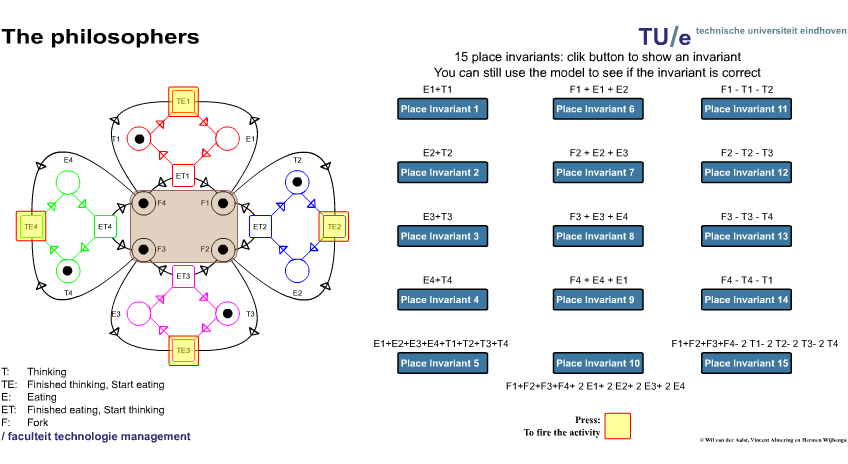 The philosophers
TU/e technische universiteit eindhoven
15 place invariants: clik button to show an invariant
You can still use the model to see if the invariant is correct
E1+T1
Place Invariant 1
F1 + E1 + E2
Place Invariant 6
F1 - T1 - T2
Place Invariant 11
E2+T2
Place Invariant 2
F2 + E2 + E3
Place Invariant 7
F2 - T2 - T3
Place Invariant 12
E3+T3
Place Invariant 3
F3 + E3 + E4
Place Invariant 8
F3 - T3 - T4
Place Invariant 13
E4+T4
Place Invariant 4
F4 + E4 + E1
Place Invariant 9
F4 - T4 - T1
Place Invariant 14
E1+E2+E3+E4+T1+T2+T3+T4
Place Invariant 5
Place Invariant 10
F1+F2+F3+F4+ 2 E1+ 2 E2+ 2 E3+ 2 E4
F1+F2+F3+F4- 2 T1- 2 T2- 2 T3- 2 T4
Place Invariant 15
TE1
T1
E1
ET1
E4
T2
F4
F1
TE4
ET4
ET2
TE2
F3
F2
T4
ET3
E2
E3
T3
TE3
T: Thinking
TE: Finished thinking, Start eating
E: Eating
ET: Finished eating, Start thinking
F: Fork
/ faculteit technologie management
Press:
To fire the activity
© Wil van der Aalst, Vincent Almering en Herman Wijbenga